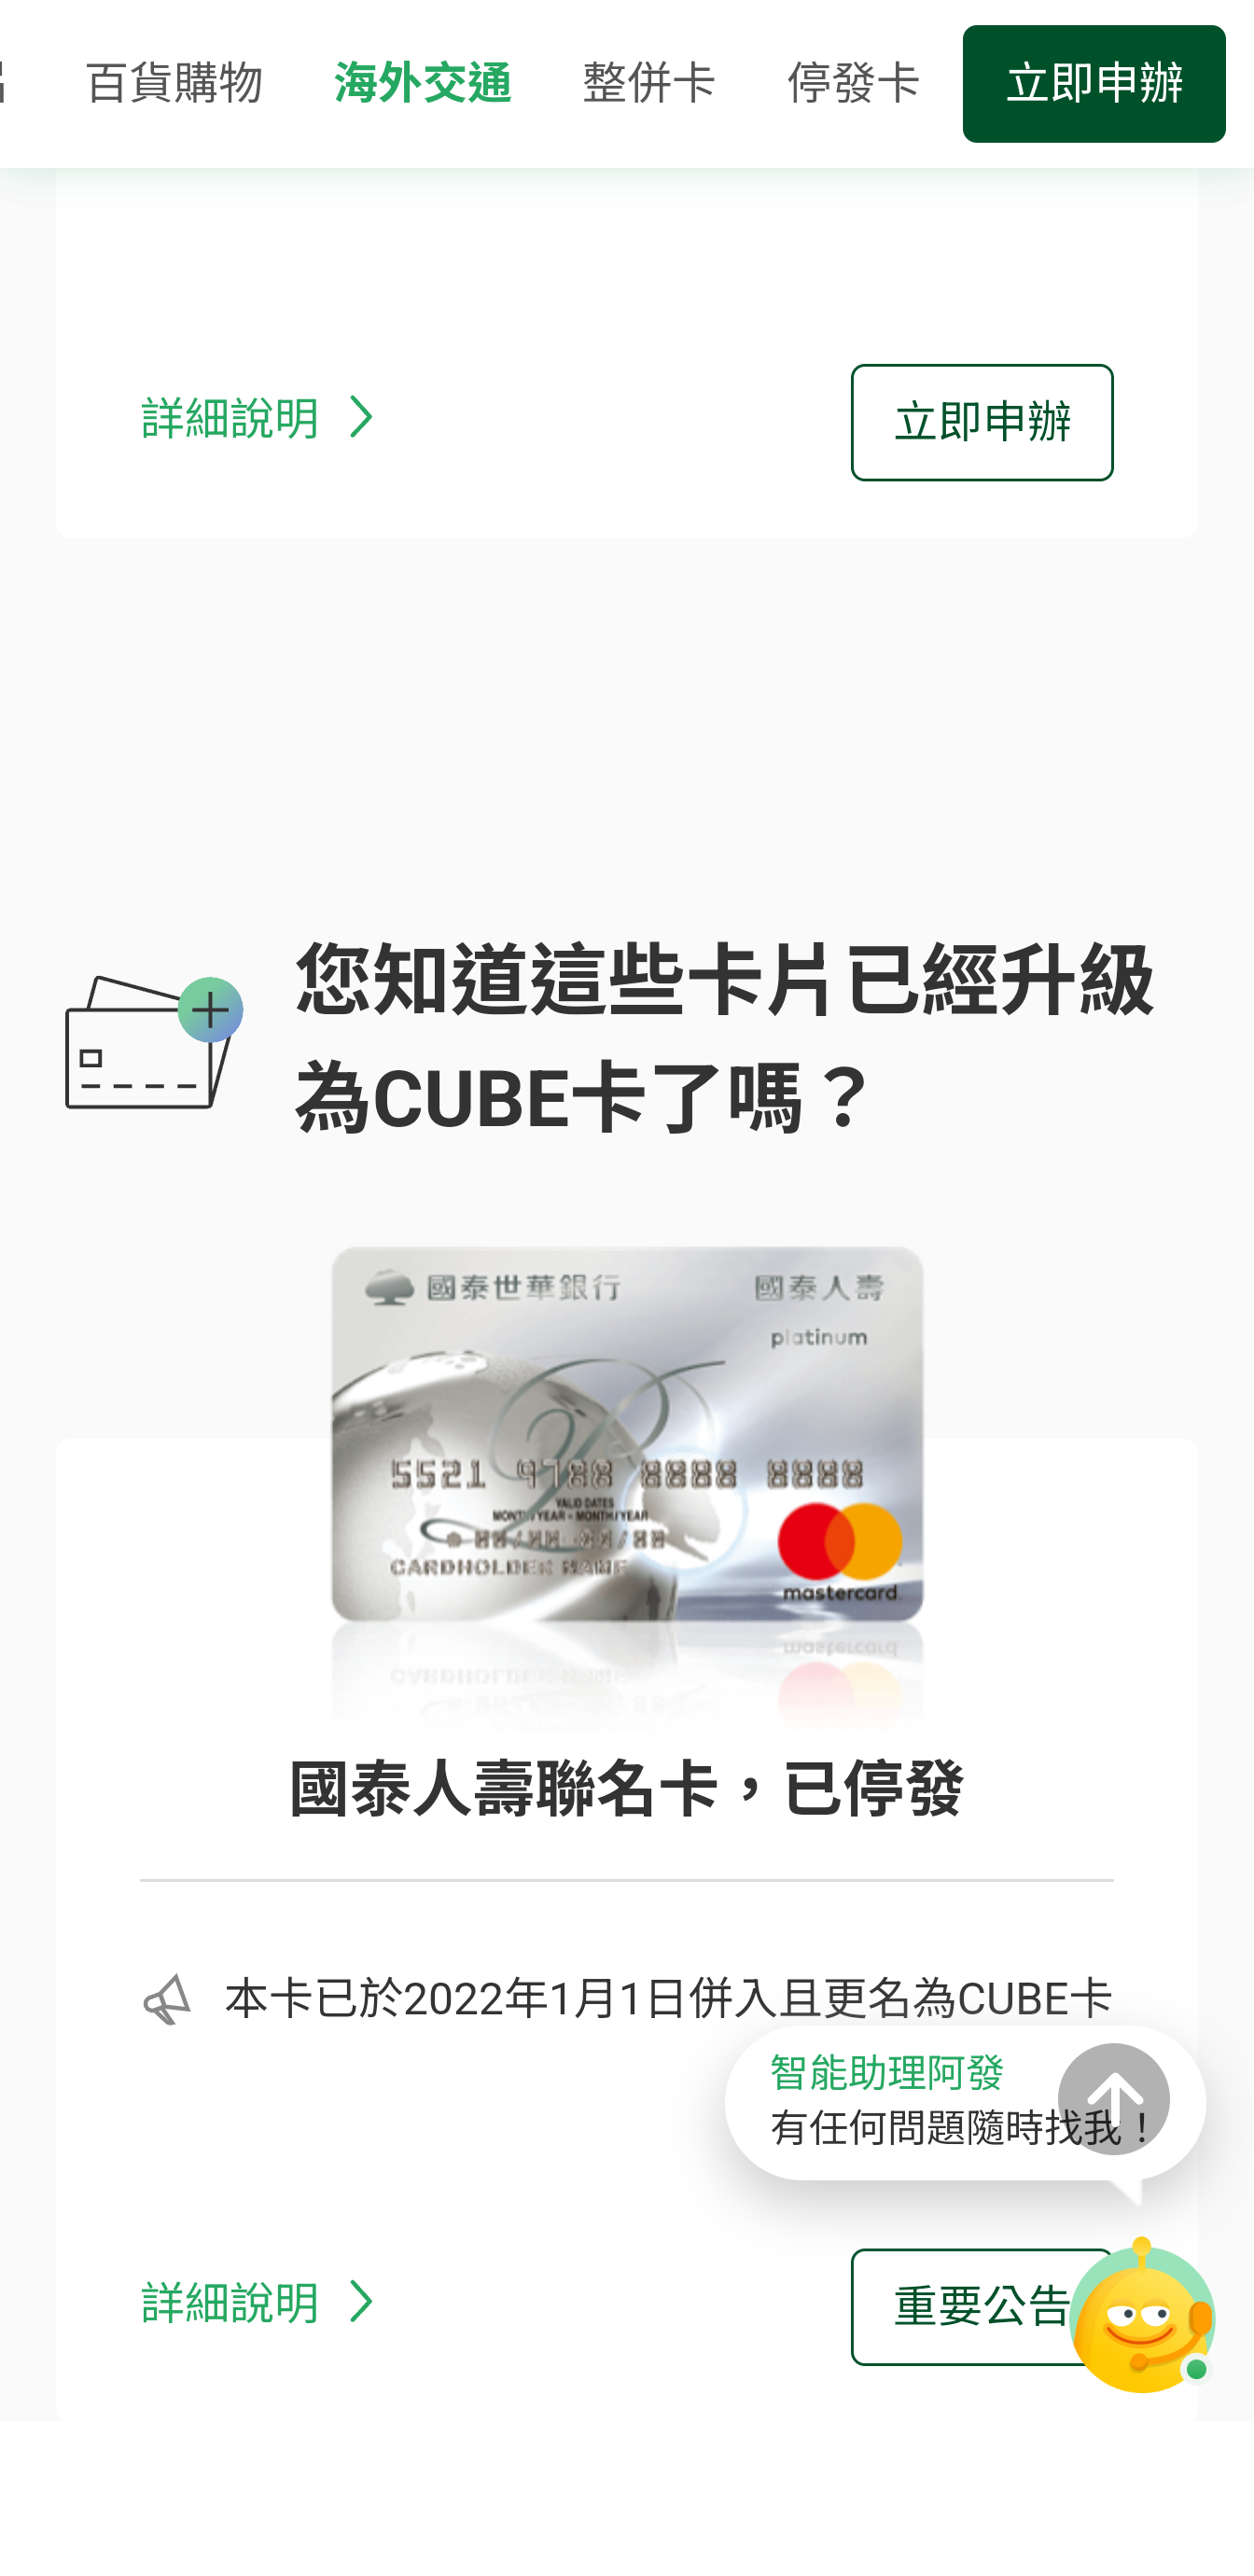 百貨購物 海外交通 整併卡 停發卡 立即申辦
詳細說明 立即申辦
您知道這些卡片已經升級
為CUBE卡了嗎？
國泰世華銀行 國泰人壽
platinum
5521 9788 8888 8888
VALID DATES
MONTH/YEAR - MONTH/YEAR
CARDHOLDER NAME
mastercard
國泰人壽聯名卡，已停發
本卡已於2022年1月1日併入且更名為CUBE卡
智能助理阿發
有任何問題隨時找我！
詳細說明 重要公告